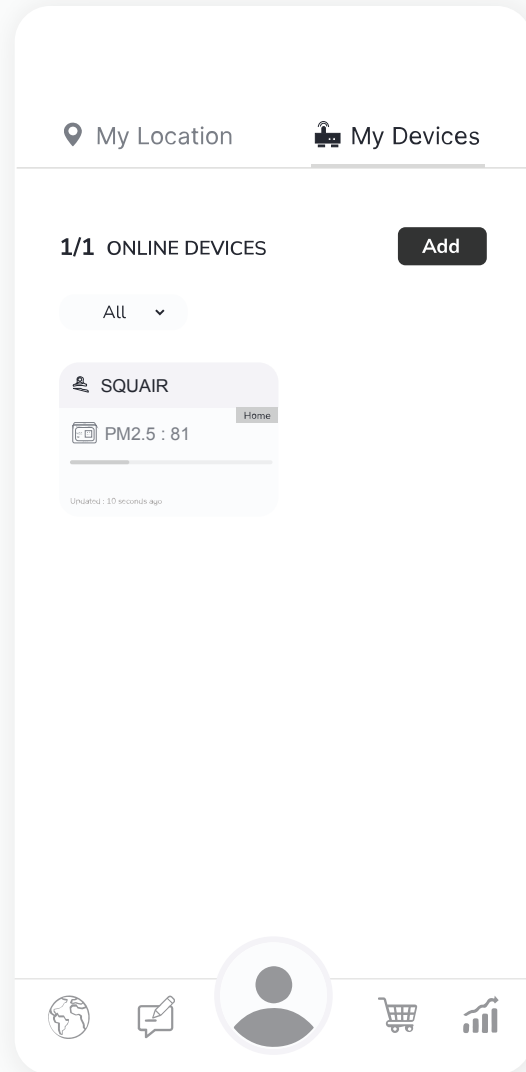 My Location
My Devices
1/1 ONLINE DEVICES
Add
All
SQUAIR
Home
PM2.5 : 81
Updated : 10 seconds ago